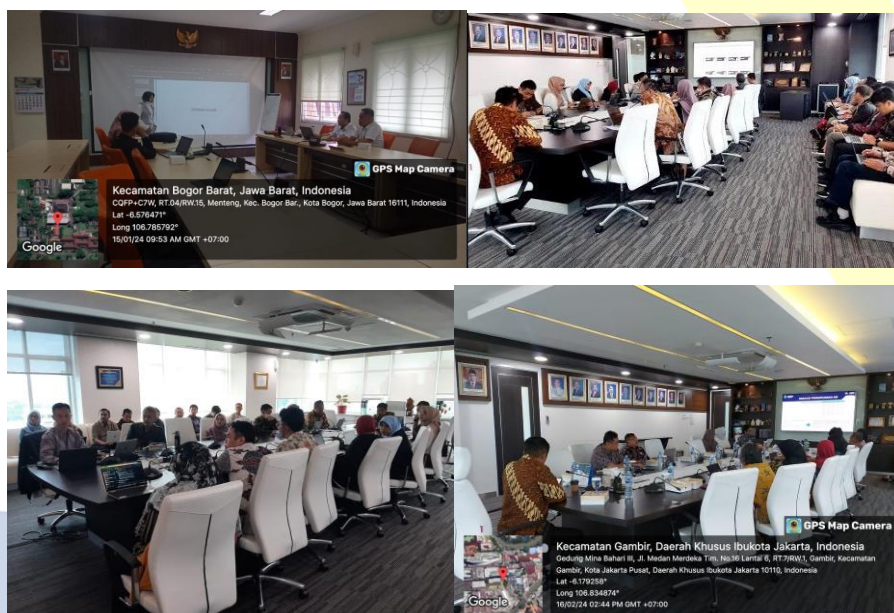 GPS Map Camera
Kecamatan Bogor Barat, Jawa Barat, Indonesia
CQFP+C7W, RT.04/RW.15, Menteng, Kec. Bogor Bar., Kota Bogor, Jawa Barat 16111, Indonesia
Lat -6.576471°
Long 106.785792°
15/01/24 09:53 AM GMT +07:00
Google
GPS Map Camera
Kecamatan Gambir, Daerah Khusus Ibukota Jakarta, Indonesia
Gedung Mina Bahari III, Jl. Medan Merdeka Tim. No.16 Lantai 6, RT.7/RW.1, Gambir, Kecamatan
Gambir, Kota Jakarta Pusat, Daerah Khusus Ibukota Jakarta 10110, Indonesia
Lat -6.179258°
Long 106.834874°
16/02/24 02:44 PM GMT +07:00
Google